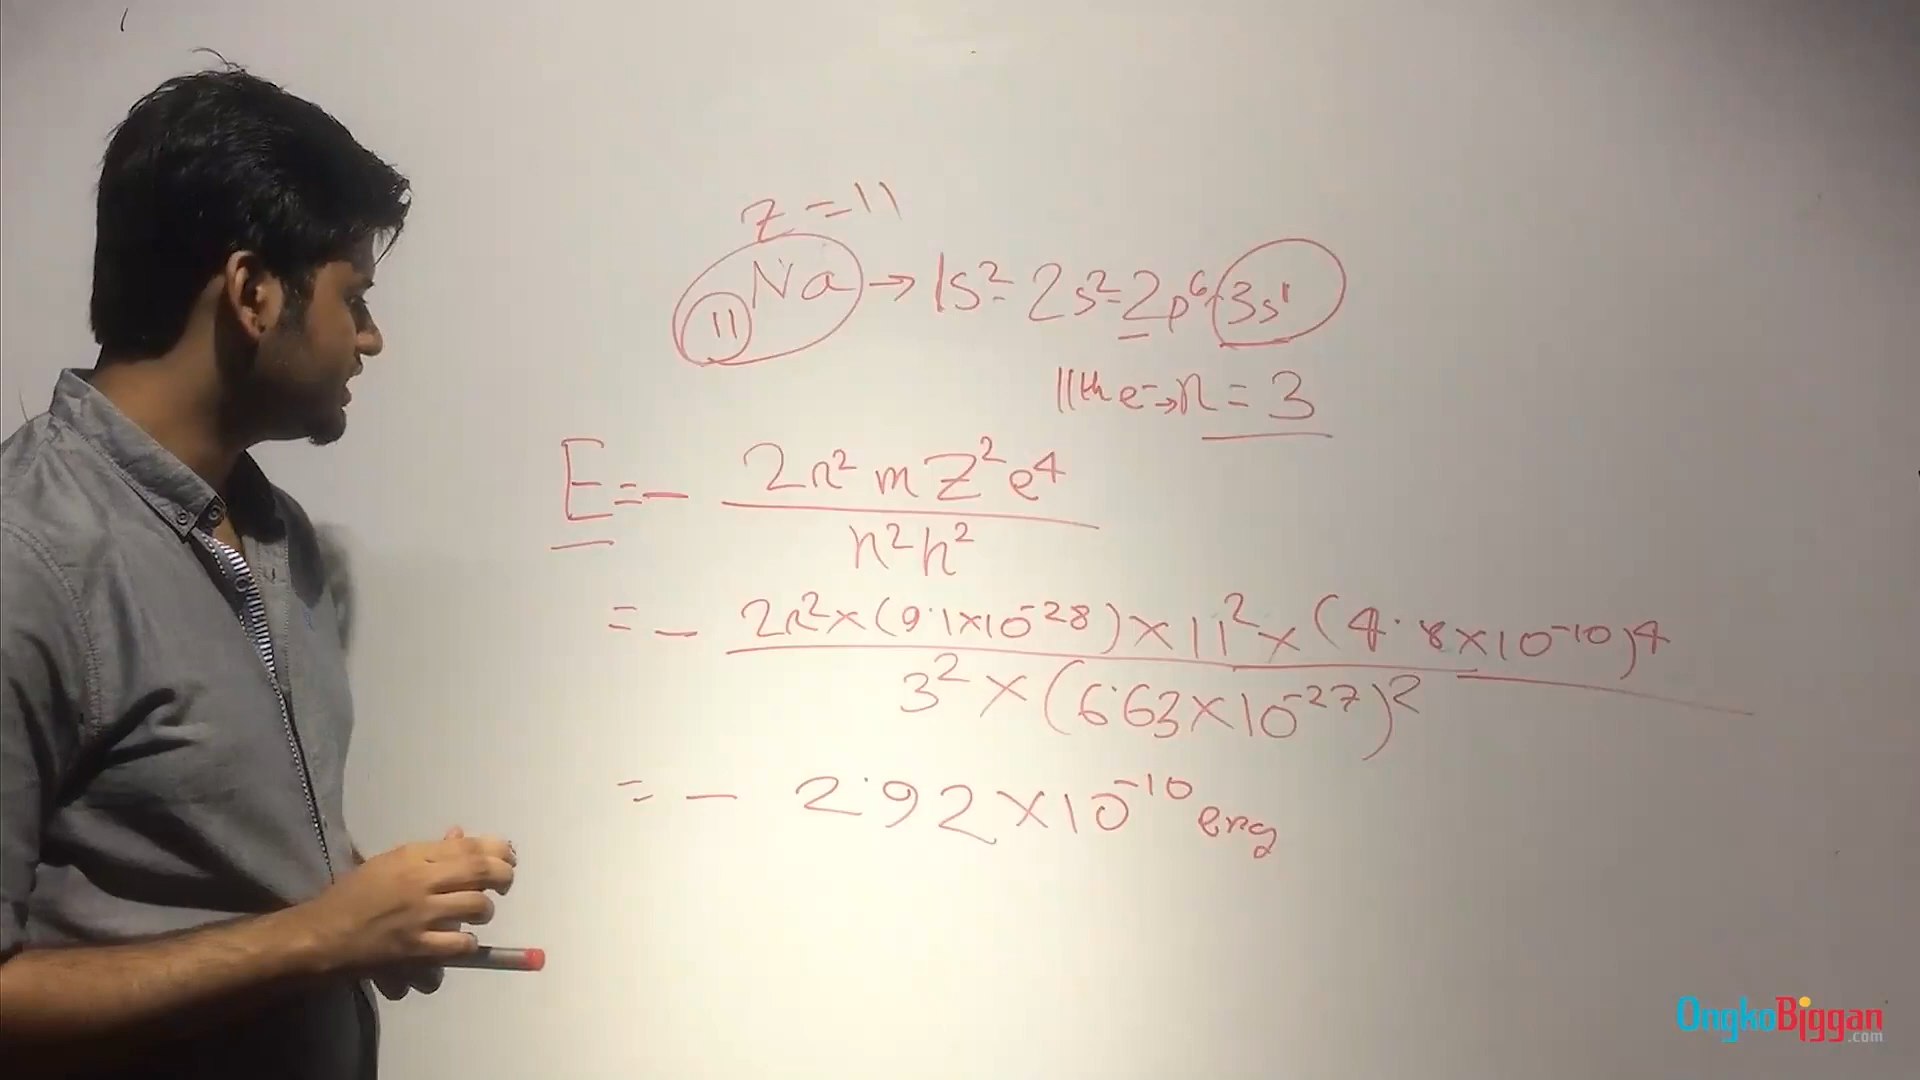 Z = 11
11Na → 1s² 2s² 2p⁶ 3s¹
11th e⁻ → n = 3
E = - 2π² m Z² e⁴
n² h²
= - 2π² × (9.1 × 10⁻²⁸) × 11² × (4.8 × 10⁻¹⁰)⁴
3² × (6.63 × 10⁻²⁷)²
= - 2.92 × 10⁻¹⁰ erg
OngkoBiggan
.com